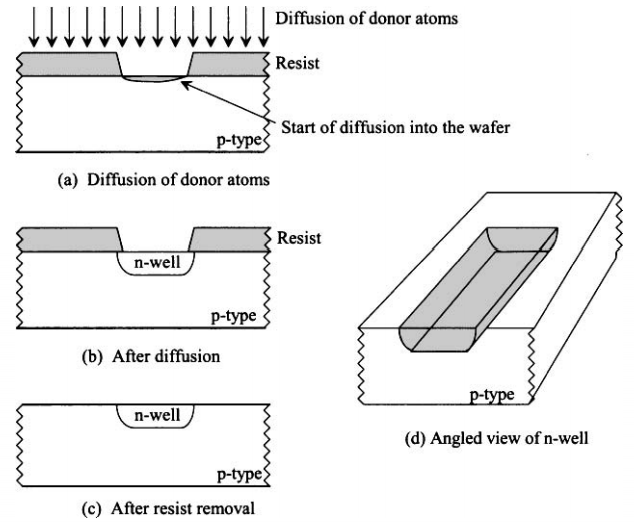 Diffusion of donor atoms
Resist
Start of diffusion into the wafer
p-type
(a) Diffusion of donor atoms
Resist
n-well
p-type
(b) After diffusion
n-well
p-type
(c) After resist removal
p-type
(d) Angled view of n-well